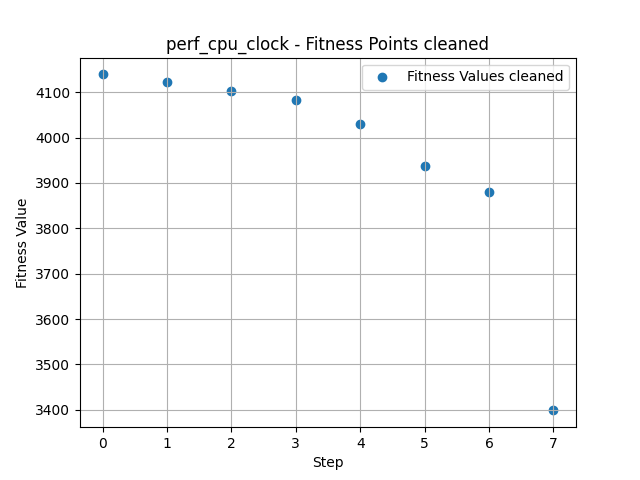 perf_cpu_clock - Fitness Points cleaned
Fitness Values cleaned
4100
4000
3900
3800
3700
3600
3500
3400
Fitness Value
0 1 2 3 4 5 6 7
Step